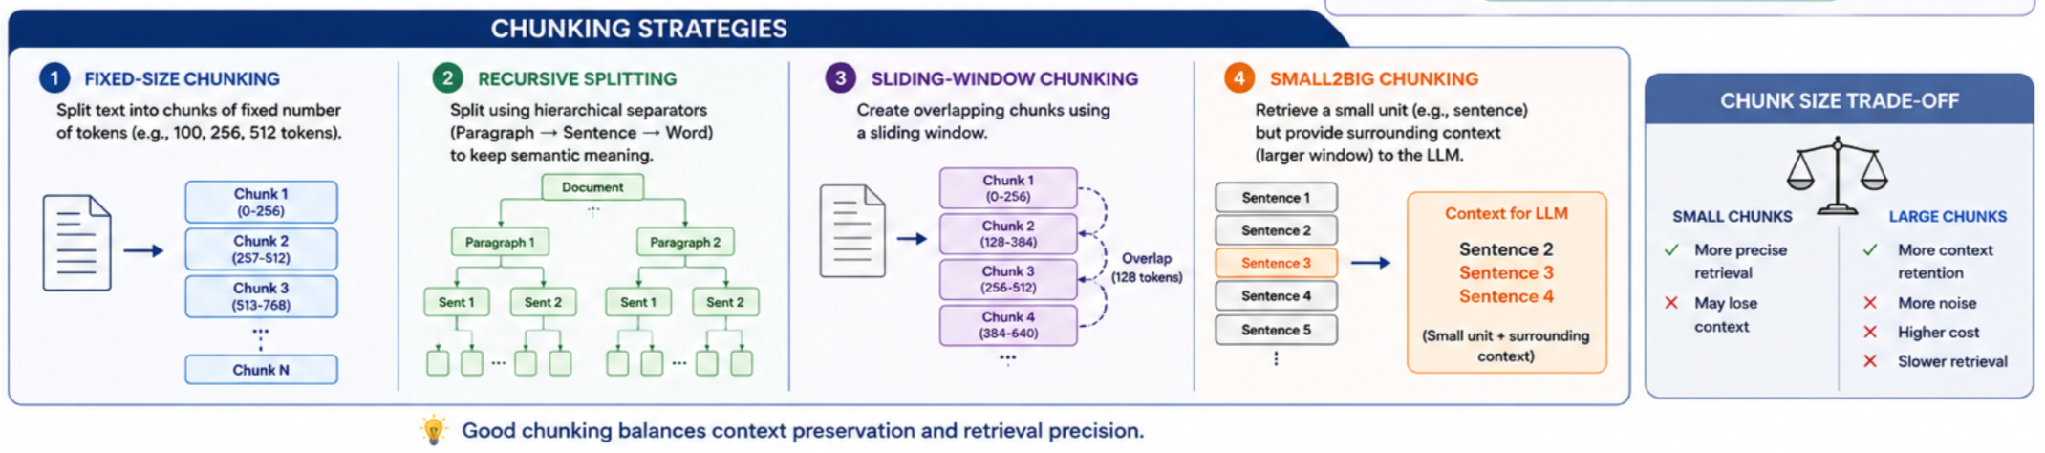 CHUNKING STRATEGIES
1 FIXED-SIZE CHUNKING
Split text into chunks of fixed number
of tokens (e.g., 100, 256, 512 tokens).
Chunk 1
(0-256)
Chunk 2
(257-512)
Chunk 3
(513-768)
...
Chunk N
2 RECURSIVE SPLITTING
Split using hierarchical separators
(Paragraph → Sentence → Word)
to keep semantic meaning.
Document
...
Paragraph 1
Paragraph 2
Sent 1
Sent 2
Sent 1
Sent 2
...
...
3 SLIDING-WINDOW CHUNKING
Create overlapping chunks using
a sliding window.
Chunk 1
(0-256)
Chunk 2
(128-384)
Chunk 3
(256-512)
Chunk 4
(384-640)
...
Overlap
(128 tokens)
4 SMALL2BIG CHUNKING
Retrieve a small unit (e.g., sentence)
but provide surrounding context
(larger window) to the LLM.
Sentence 1
Sentence 2
Sentence 3
Sentence 4
Sentence 5
⋮
Context for LLM
Sentence 2
Sentence 3
Sentence 4
(Small unit + surrounding
context)
CHUNK SIZE TRADE-OFF
SMALL CHUNKS
✓ More precise
retrieval
✕ May lose
context
LARGE CHUNKS
✓ More context
retention
✕ More noise
✕ Higher cost
✕ Slower retrieval
Good chunking balances context preservation and retrieval precision.